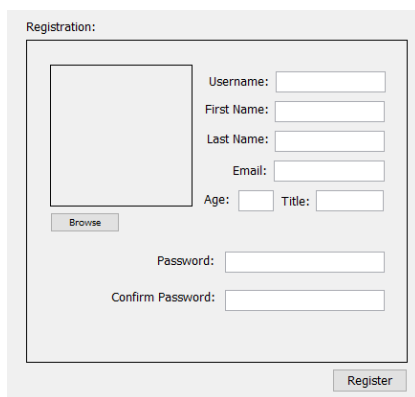 Registration:
Username:
First Name:
Last Name:
Email:
Age: Title:
Browse
Password:
Confirm Password:
Register